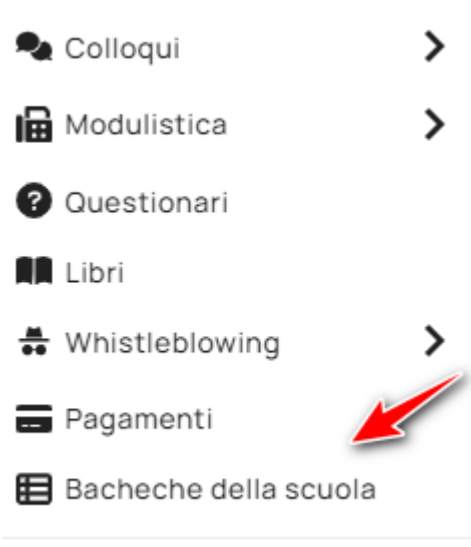 Colloqui
Modulistica
Questionari
Libri
Whistleblowing
Pagamenti
Bacheche della scuola